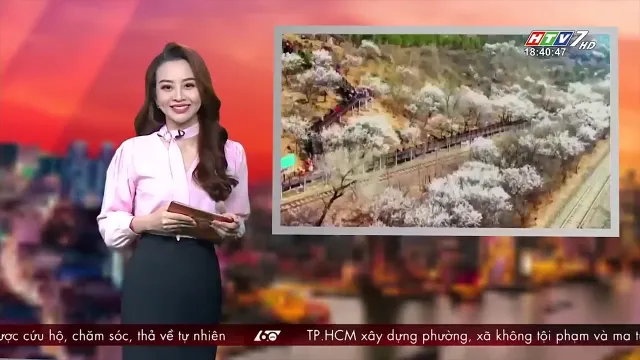 HTV7 HD
18:40:47
ược cứu hộ, chăm sóc, thả về tự nhiên 60 TP.HCM xây dựng phường, xã không tội phạm và ma t